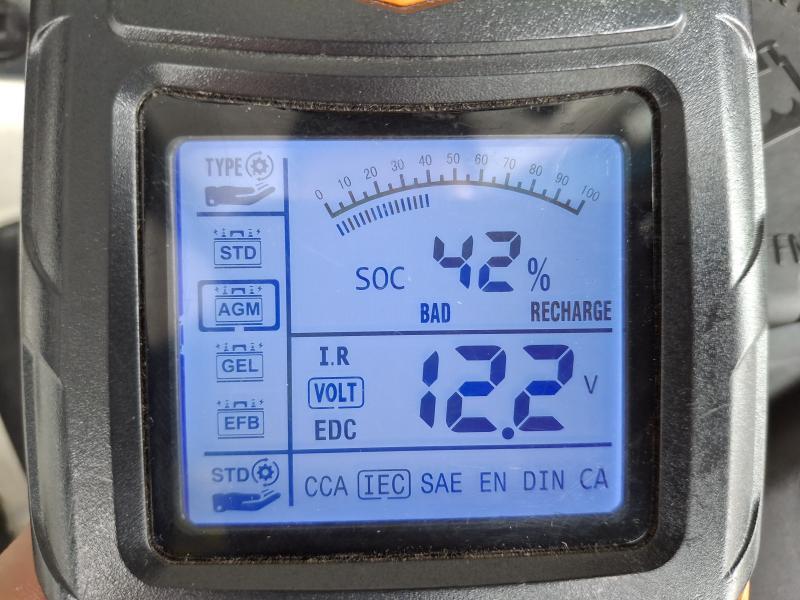 TYPE
0 10 20 30 40 50 60 70 80 90 100
STD
SOC 42 %
AGM
BAD RECHARGE
GEL
I.R
VOLT 12.2 V
EFB
EDC
STD
CCA IEC SAE EN DIN CA